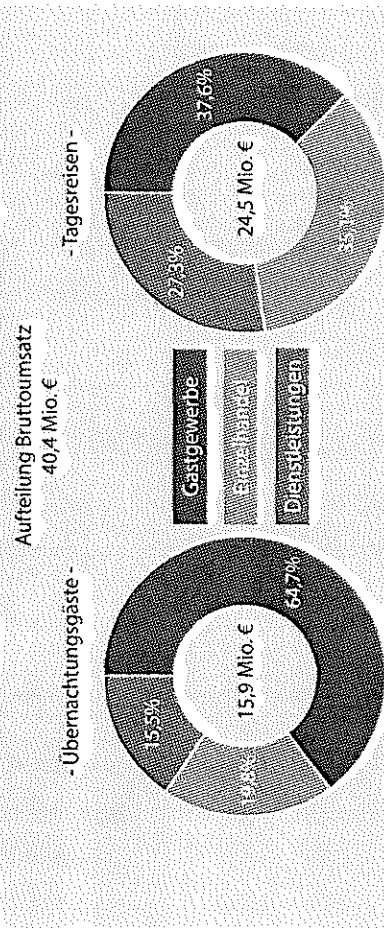 Aufteilung Bruttoumsatz
40,4 Mio. €
- Übernachtungsgäste -
15,5%
19,8%
64,7%
15,9 Mio. €
Gastgewerbe
Einzelhandel
Dienstleistungen
- Tagesreisen -
27,3%
37,6%
24,5 Mio. €